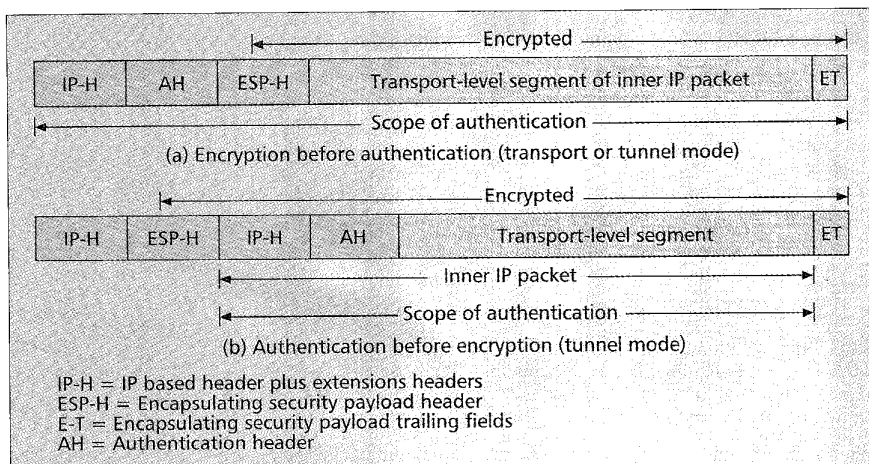 Encrypted
IP-H AH ESP-H Transport-level segment of inner IP packet ET
Scope of authentication
(a) Encryption before authentication (transport or tunnel mode)
Encrypted
IP-H ESP-H IP-H AH Transport-level segment ET
Inner IP packet
Scope of authentication
(b) Authentication before encryption (tunnel mode)
IP-H = IP based header plus extensions headers
ESP-H = Encapsulating security payload header
E-T = Encapsulating security payload trailing fields
AH = Authentication header